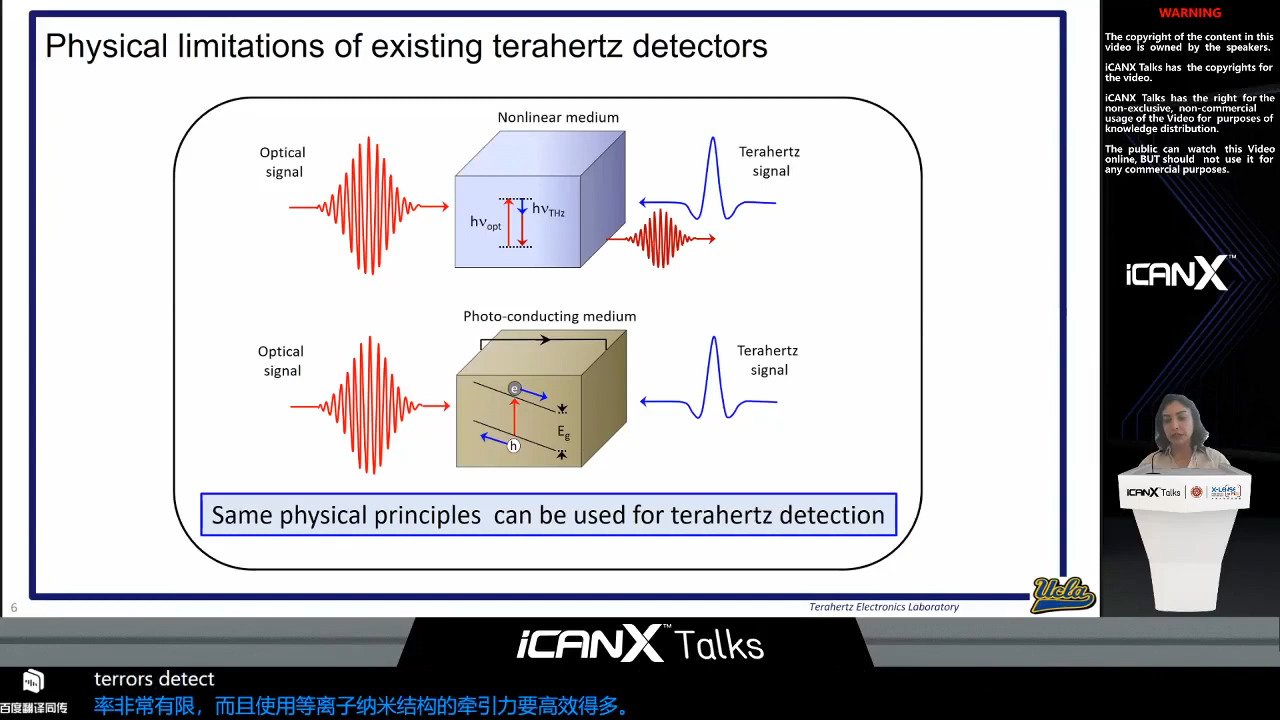 Physical limitations of existing terahertz detectors
Nonlinear medium
Optical
signal
Terahertz
signal
hνopt
hνTHz
Photo-conducting medium
Optical
signal
Terahertz
signal
e
Eg
h
Same physical principles can be used for terahertz detection
6
Terahertz Electronics Laboratory
Ucla
WARNING
The copyright of the content in this
video is owned by the speakers.
iCANX Talks has the copyrights for
the video.
iCANX Talks has the right for the
non-exclusive, non-commercial
usage of the Video for purposes of
knowledge distribution.
The public can watch this Video
online, BUT should not use it for
any commercial purposes.
iCANX™
iCANX Talks
iCANX™ Talks
terrors detect
百度翻译同传
率非常有限，而且使用等离子纳米结构的牵引力要高效得多。